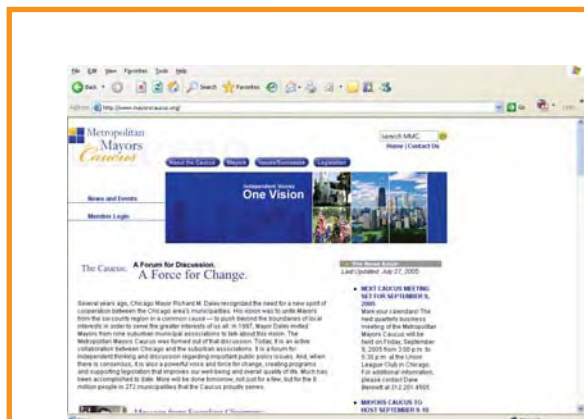 File Edit View Favorites Tools Help
Back Search Favorites
Address http://www.mayorscaucus.org/ Go
Metropolitan
Mayors
Caucus
search MMC
Home | Contact Us
About the Caucus Mayors Issues/Successes Legislation
News and Events
Member Login
Independent Voices
One Vision
The Caucus. A Forum for Discussion.
A Force for Change.
Last Updated: July 27, 2005
Several years ago, Chicago Mayor Richard M. Daley recognized the need for a new spirit of
cooperation between the Chicago area's municipalities. His vision was to unite Mayors
from the six-county region in a common cause — to push beyond the boundaries of local
interests in order to serve the greater interests of us all. In 1997, Mayor Daley invited
Mayors from nine suburban municipal associations to talk about this vision. The
Metropolitan Mayors Caucus was formed out of that discussion. Today, it is an active
collaboration between Chicago and the suburban associations. It is a forum for
independent thinking and discussion regarding important public policy issues. And, when
there is consensus, it is also a powerful voice and force for change, creating programs
and supporting legislation that improves our well-being and overall quality of life. Much has
been accomplished to date. More will be done tomorrow, not just for a few, but for the 8
million people in 272 municipalities that the Caucus proudly serves.
NEXT CAUCUS MEETING
SET FOR SEPTEMBER 9,
2005
Mark your calendars! The
next quarterly business
meeting of the Metropolitan
Mayors Caucus will be
held on Friday, September
9, 2005 from 3:00 p.m. to
5:30 p.m. at the Union
League Club in Chicago.
For additional information,
please contact Dave
Bennett at 312.201.4505.
MAYORS CAUCUS TO
HOST SEPTEMBER 9-10
Message from Founding Chairman